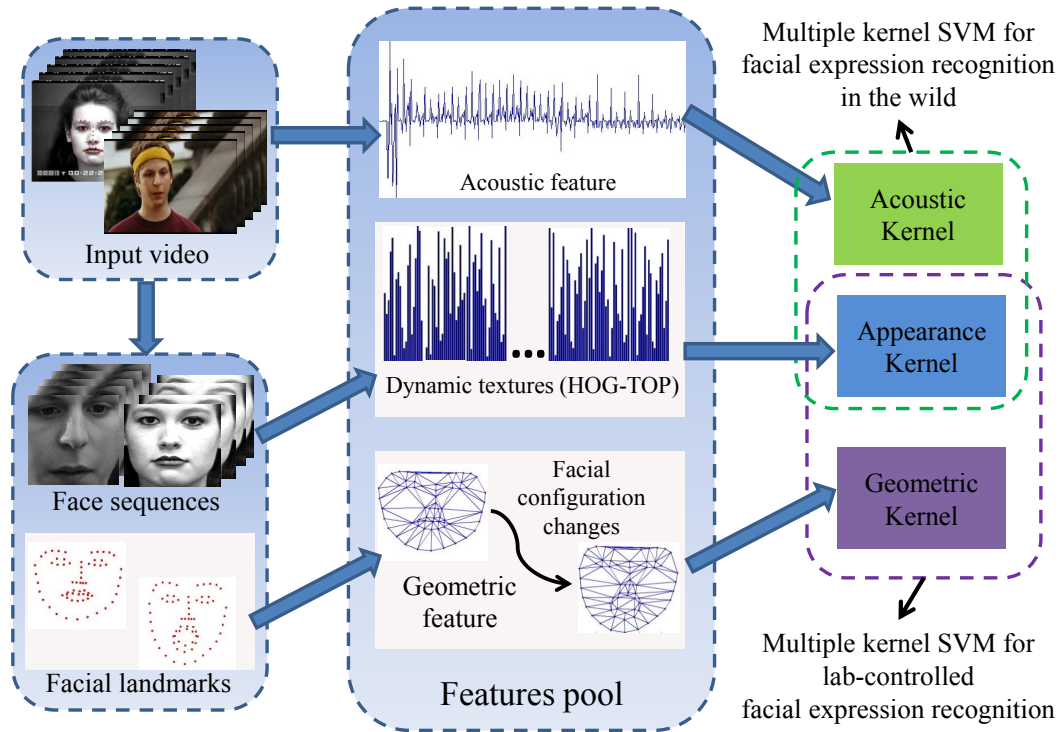 Input video
Face sequences
Facial landmarks
Acoustic feature
Dynamic textures (HOG-TOP)
Facial
configuration
changes
Geometric
feature
Features pool
Multiple kernel SVM for
facial expression recognition
in the wild
Acoustic
Kernel
Appearance
Kernel
Geometric
Kernel
Multiple kernel SVM for
lab-controlled
facial expression recognition